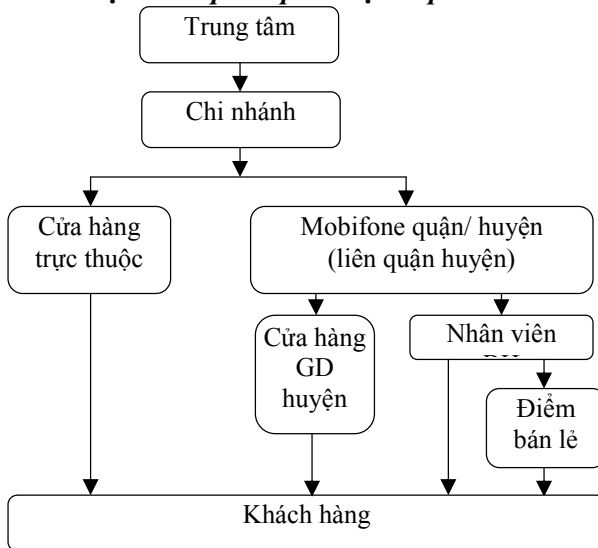 Trung tâm
Chi nhánh
Cửa hàng
trực thuộc
Mobifone quận/ huyện
(liên quận huyện)
Cửa hàng
GD
huyện
Nhân viên
Điểm
bán lẻ
Khách hàng